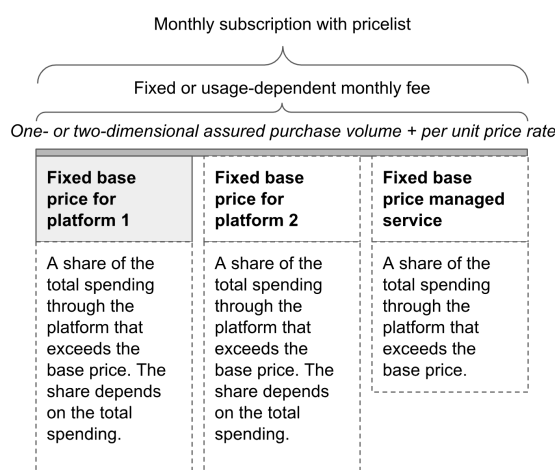 Monthly subscription with pricelist
Fixed or usage-dependent monthly fee
One- or two-dimensional assured purchase volume + per unit price rate
Fixed base
price for
platform 1
A share of the
total spending
through the
platform that
exceeds the
base price. The
share depends
on the total
spending.
Fixed base
price for
platform 2
A share of the
total spending
through the
platform that
exceeds the
base price. The
share depends
on the total
spending.
Fixed base
price managed
service
A share of the
total spending
through the
platform that
exceeds the
base price.